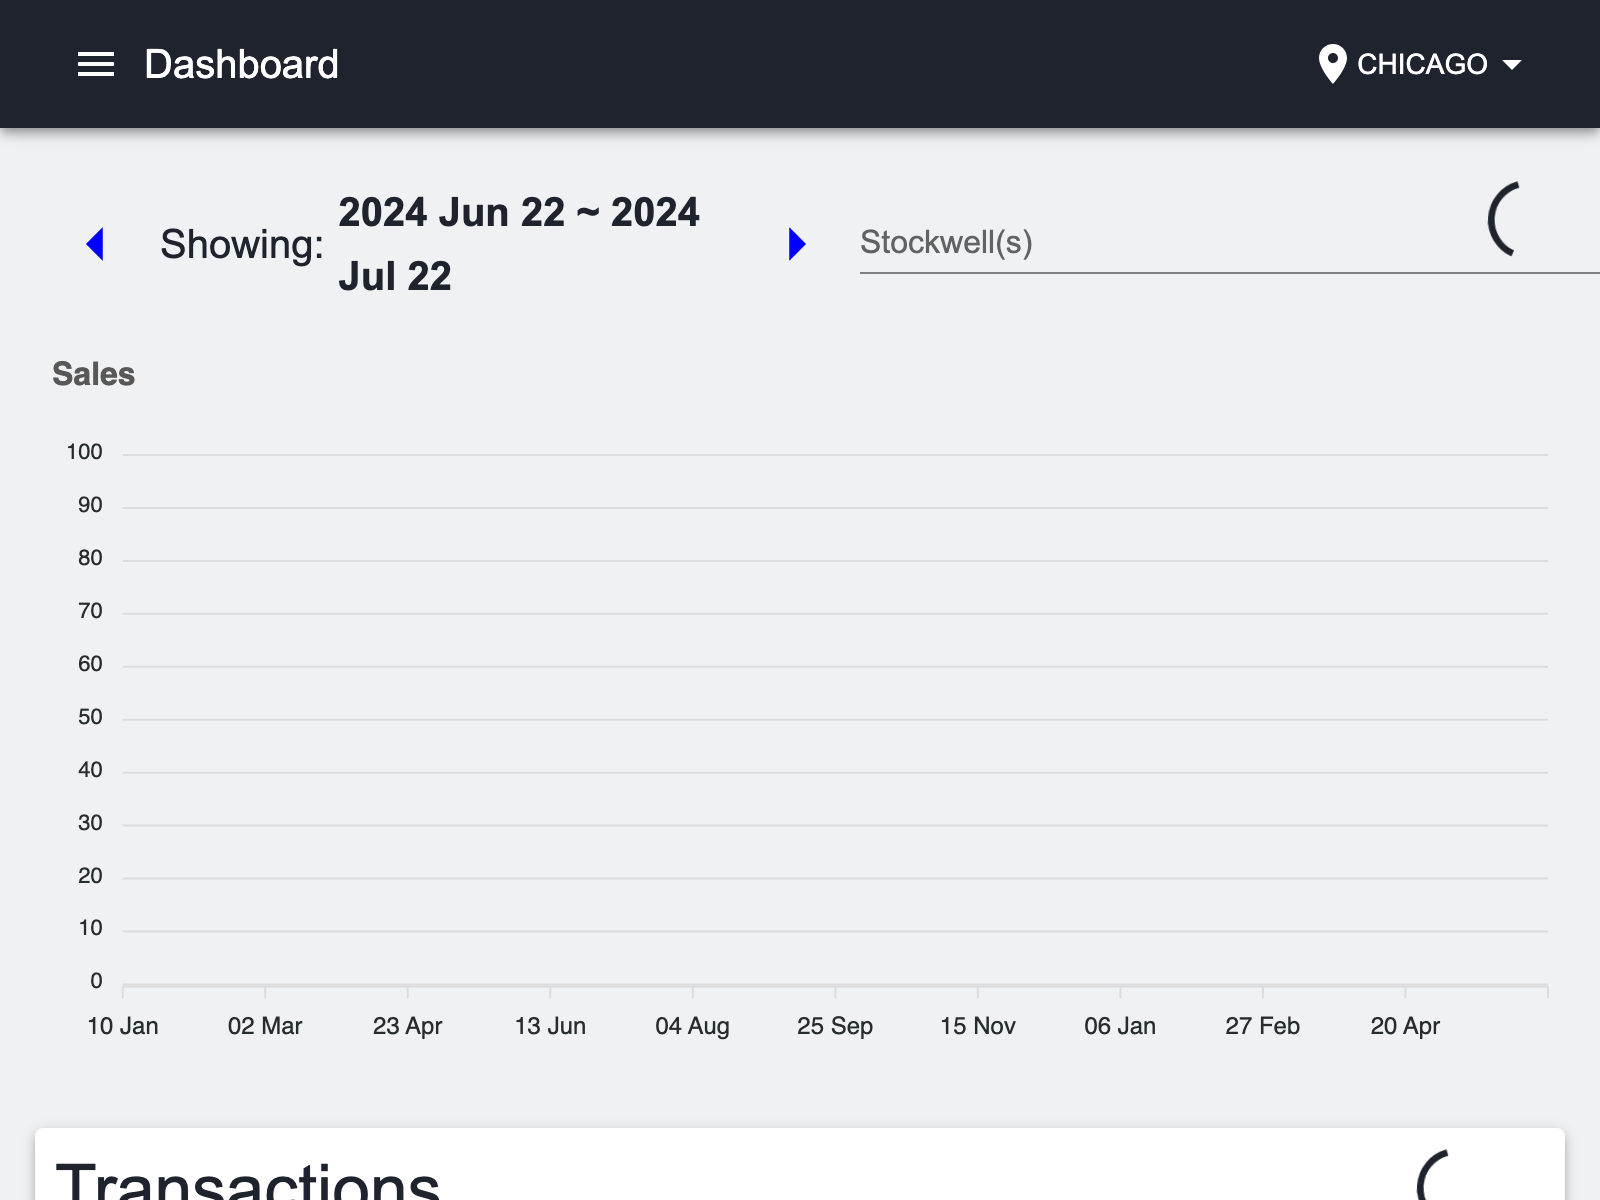 Dashboard
CHICAGO
Showing:
2024 Jun 22 ~ 2024
Jul 22
Stockwell(s)
Sales
100
90
80
70
60
50
40
30
20
10
0
10 Jan 02 Mar 23 Apr 13 Jun 04 Aug 25 Sep 15 Nov 06 Jan 27 Feb 20 Apr
Transactions